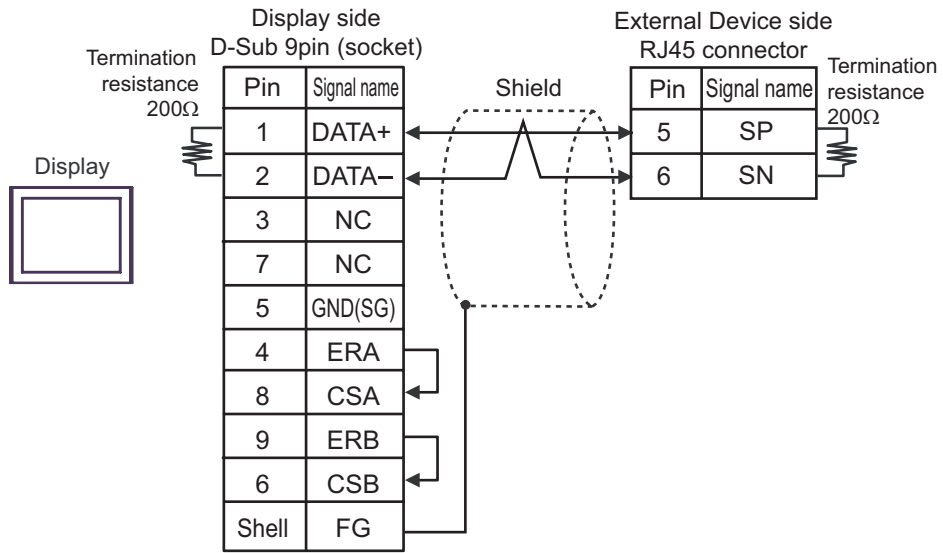 Display side
D-Sub 9pin (socket)
External Device side
RJ45 connector
Termination
resistance
200Ω
Termination
resistance
200Ω
Display
Shield
Pin Signal name
1 DATA+
2 DATA−
3 NC
7 NC
5 GND(SG)
4 ERA
8 CSA
9 ERB
6 CSB
Shell FG
Pin Signal name
5 SP
6 SN